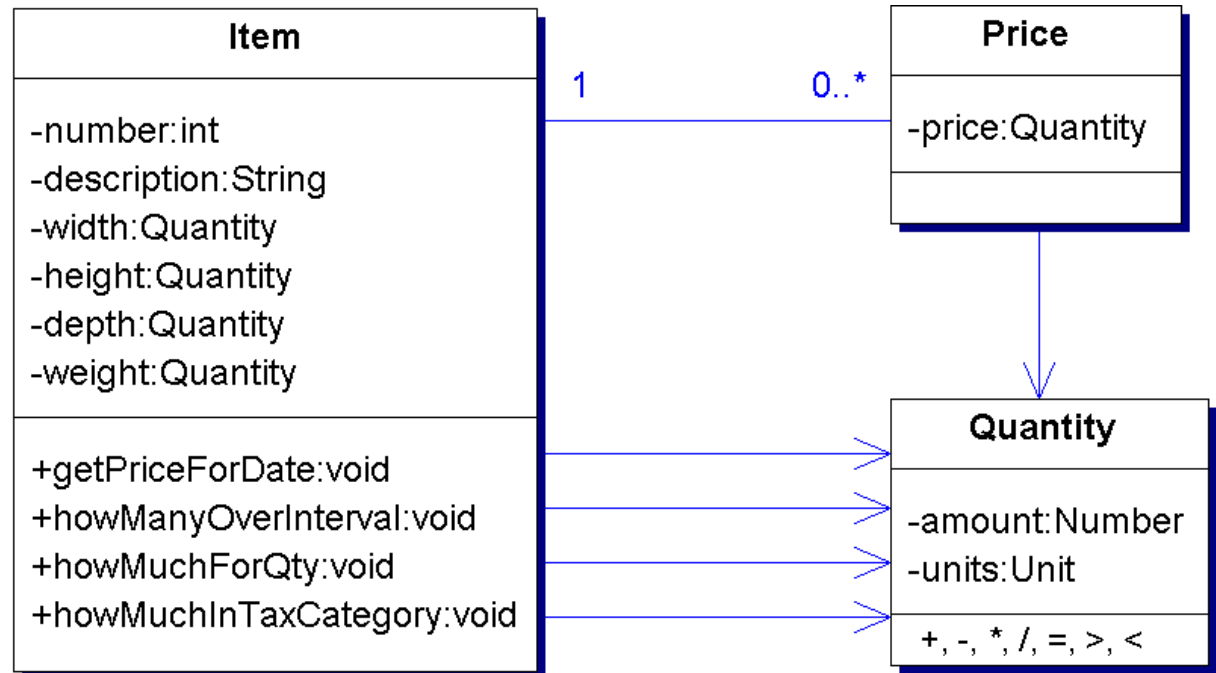 Item
-number:int
-description:String
-width:Quantity
-height:Quantity
-depth:Quantity
-weight:Quantity
+getPriceForDate:void
+howManyOverInterval:void
+howMuchForQty:void
+howMuchInTaxCategory:void
1
0..*
Price
-price:Quantity
Quantity
-amount:Number
-units:Unit
+, -, *, /, =, >, <